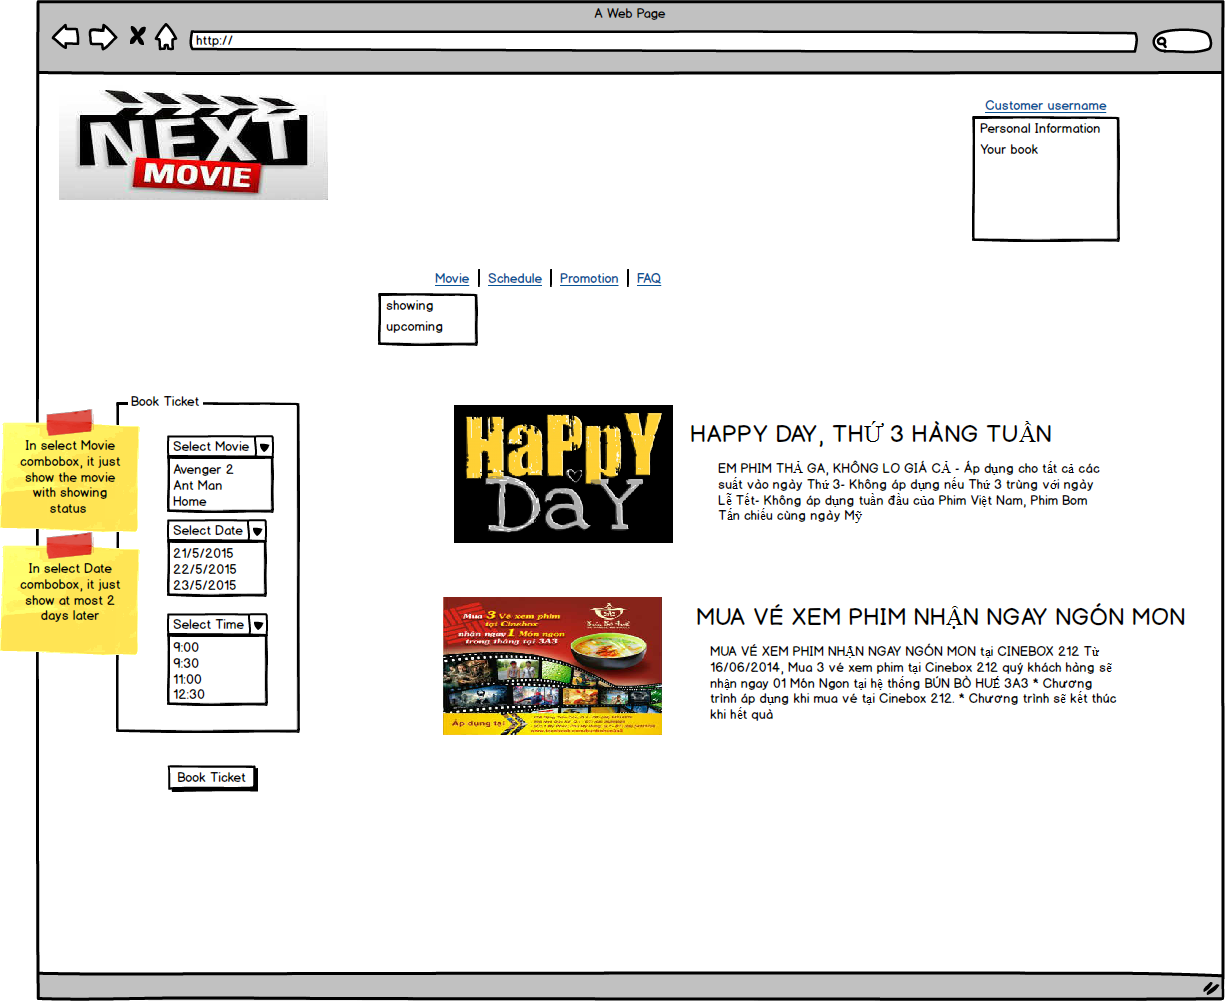 A Web Page
http://
NEXT
MOVIE
Customer username
Personal Information
Your book
Movie
Schedule
Promotion
FAQ
showing
upcoming
Book Ticket
In select Movie
combobox, it just
show the movie
with showing
status
Select Movie
Avenger 2
Ant Man
Home
Select Date
21/5/2015
22/5/2015
23/5/2015
In select Date
combobox, it just
show at most 2
days later
Select Time
9:00
9:30
11:00
12:30
Book Ticket
HaPPY
DaY
HAPPY DAY, THỨ 3 HÀNG TUẦN
EM PHIM THẢ GA, KHÔNG LO GIÁ CẢ - Áp dụng cho tất cả các
suất vào ngày Thứ 3- Không áp dụng nếu Thứ 3 trùng với ngày
Lễ Tết- Không áp dụng tuần đầu của Phim Việt Nam, Phim Bom
Tấn chiếu cùng ngày Mỹ
Mua 3 Vé xem phim
tại Cinebox
nhận ngay 1 Món ngon
trong tháng tại 3A3
Áp dụng tại
MUA VÉ XEM PHIM NHẬN NGAY NGÓN MON
MUA VÉ XEM PHIM NHẬN NGAY NGÓN MON tại CINEBOX 212 Từ
16/06/2014, Mua 3 vé xem phim tại Cinebox 212 quý khách hàng sẽ
nhận ngay 01 Món Ngon tại hệ thống BÚN BÒ HUẾ 3A3 * Chương
trình áp dụng khi mua vé tại Cinebox 212. * Chương trình sẽ kết thúc
khi hết quà